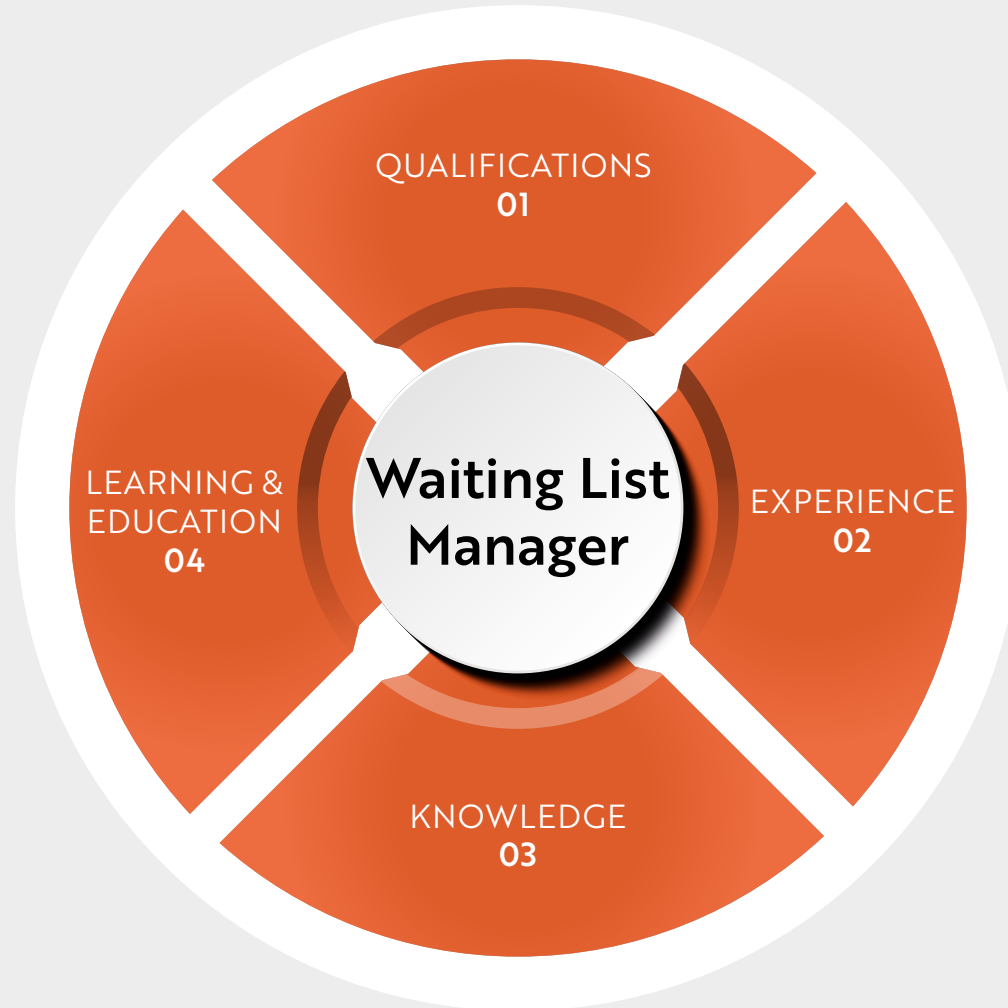 QUALIFICATIONS
01
EXPERIENCE
02
KNOWLEDGE
03
LEARNING &
EDUCATION
04
Waiting List
Manager